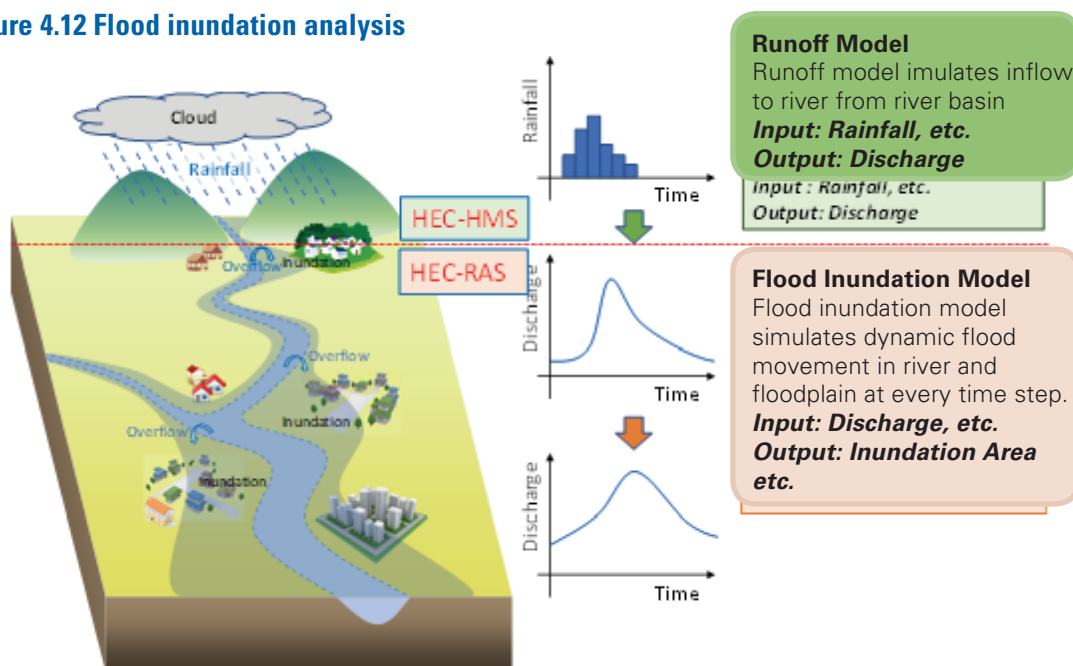 ure 4.12 Flood inundation analysis
Cloud
Rainfall
Overflow
Inundation
Overflow
Inundation
Overflow
Inundation
HEC-HMS
HEC-RAS
Rainfall
Time
Discharge
Time
Discharge
Time
Runoff Model
Runoff model imulates inflow
to river from river basin
Input: Rainfall, etc.
Output: Discharge
Input : Rainfall, etc.
Output: Discharge
Flood Inundation Model
Flood inundation model
simulates dynamic flood
movement in river and
floodplain at every time step.
Input: Discharge, etc.
Output: Inundation Area
etc.